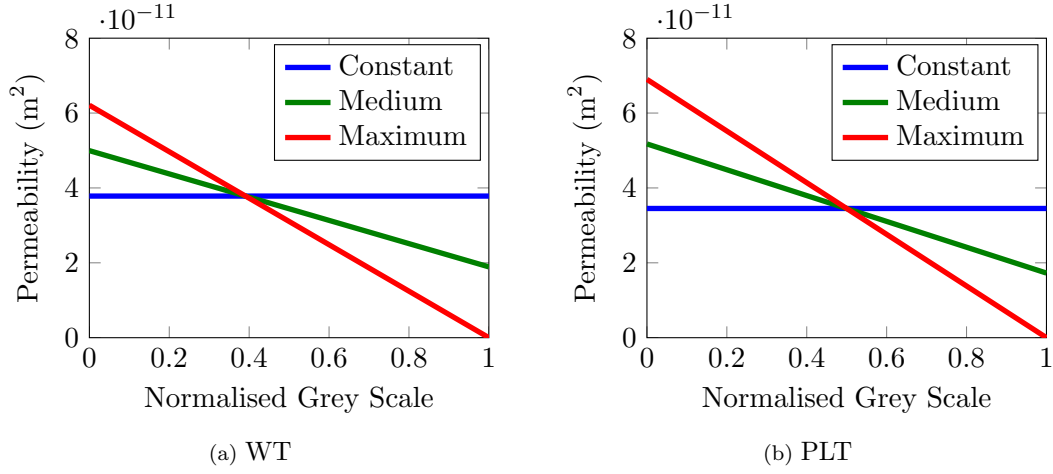 ·10−11
8
6
4
2
0
0
0.2
0.4
0.6
0.8
1
Permeability (m2)
Normalised Grey Scale
Constant
Medium
Maximum
(a) WT
·10−11
8
6
4
2
0
0
0.2
0.4
0.6
0.8
1
Permeability (m2)
Normalised Grey Scale
Constant
Medium
Maximum
(b) PLT